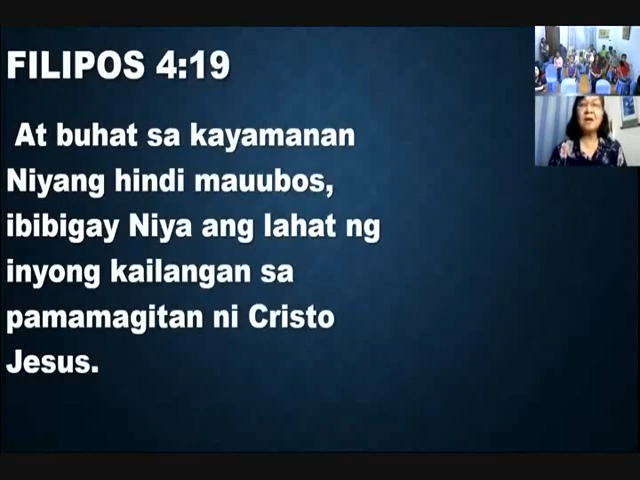 FILIPOS 4:19
At buhat sa kayamanan
Niyang hindi mauubos,
ibibigay Niya ang lahat ng
inyong kailangan sa
pamamagitan ni Cristo
Jesus.